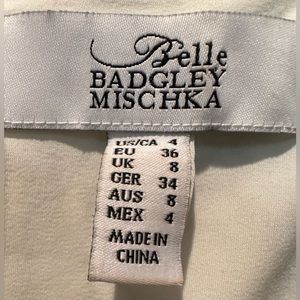 Belle
BADGLEY
MISCHKA
US/CA 4
EU 36
UK 8
GER 34
AUS 8
MEX 4
MADE IN
CHINA